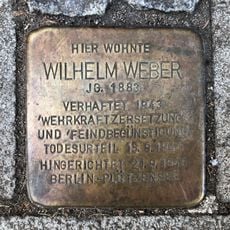 HIER WOHNTE
WILHELM WEBER
JG. 1883
VERHAFTET 1943
'WEHRKRAFTZERSETZUNG'
UND 'FEINDBEGÜNSTIGUNG'
TODESURTEIL
HINGERICHTET
BERLIN-PLÖTZENSEE